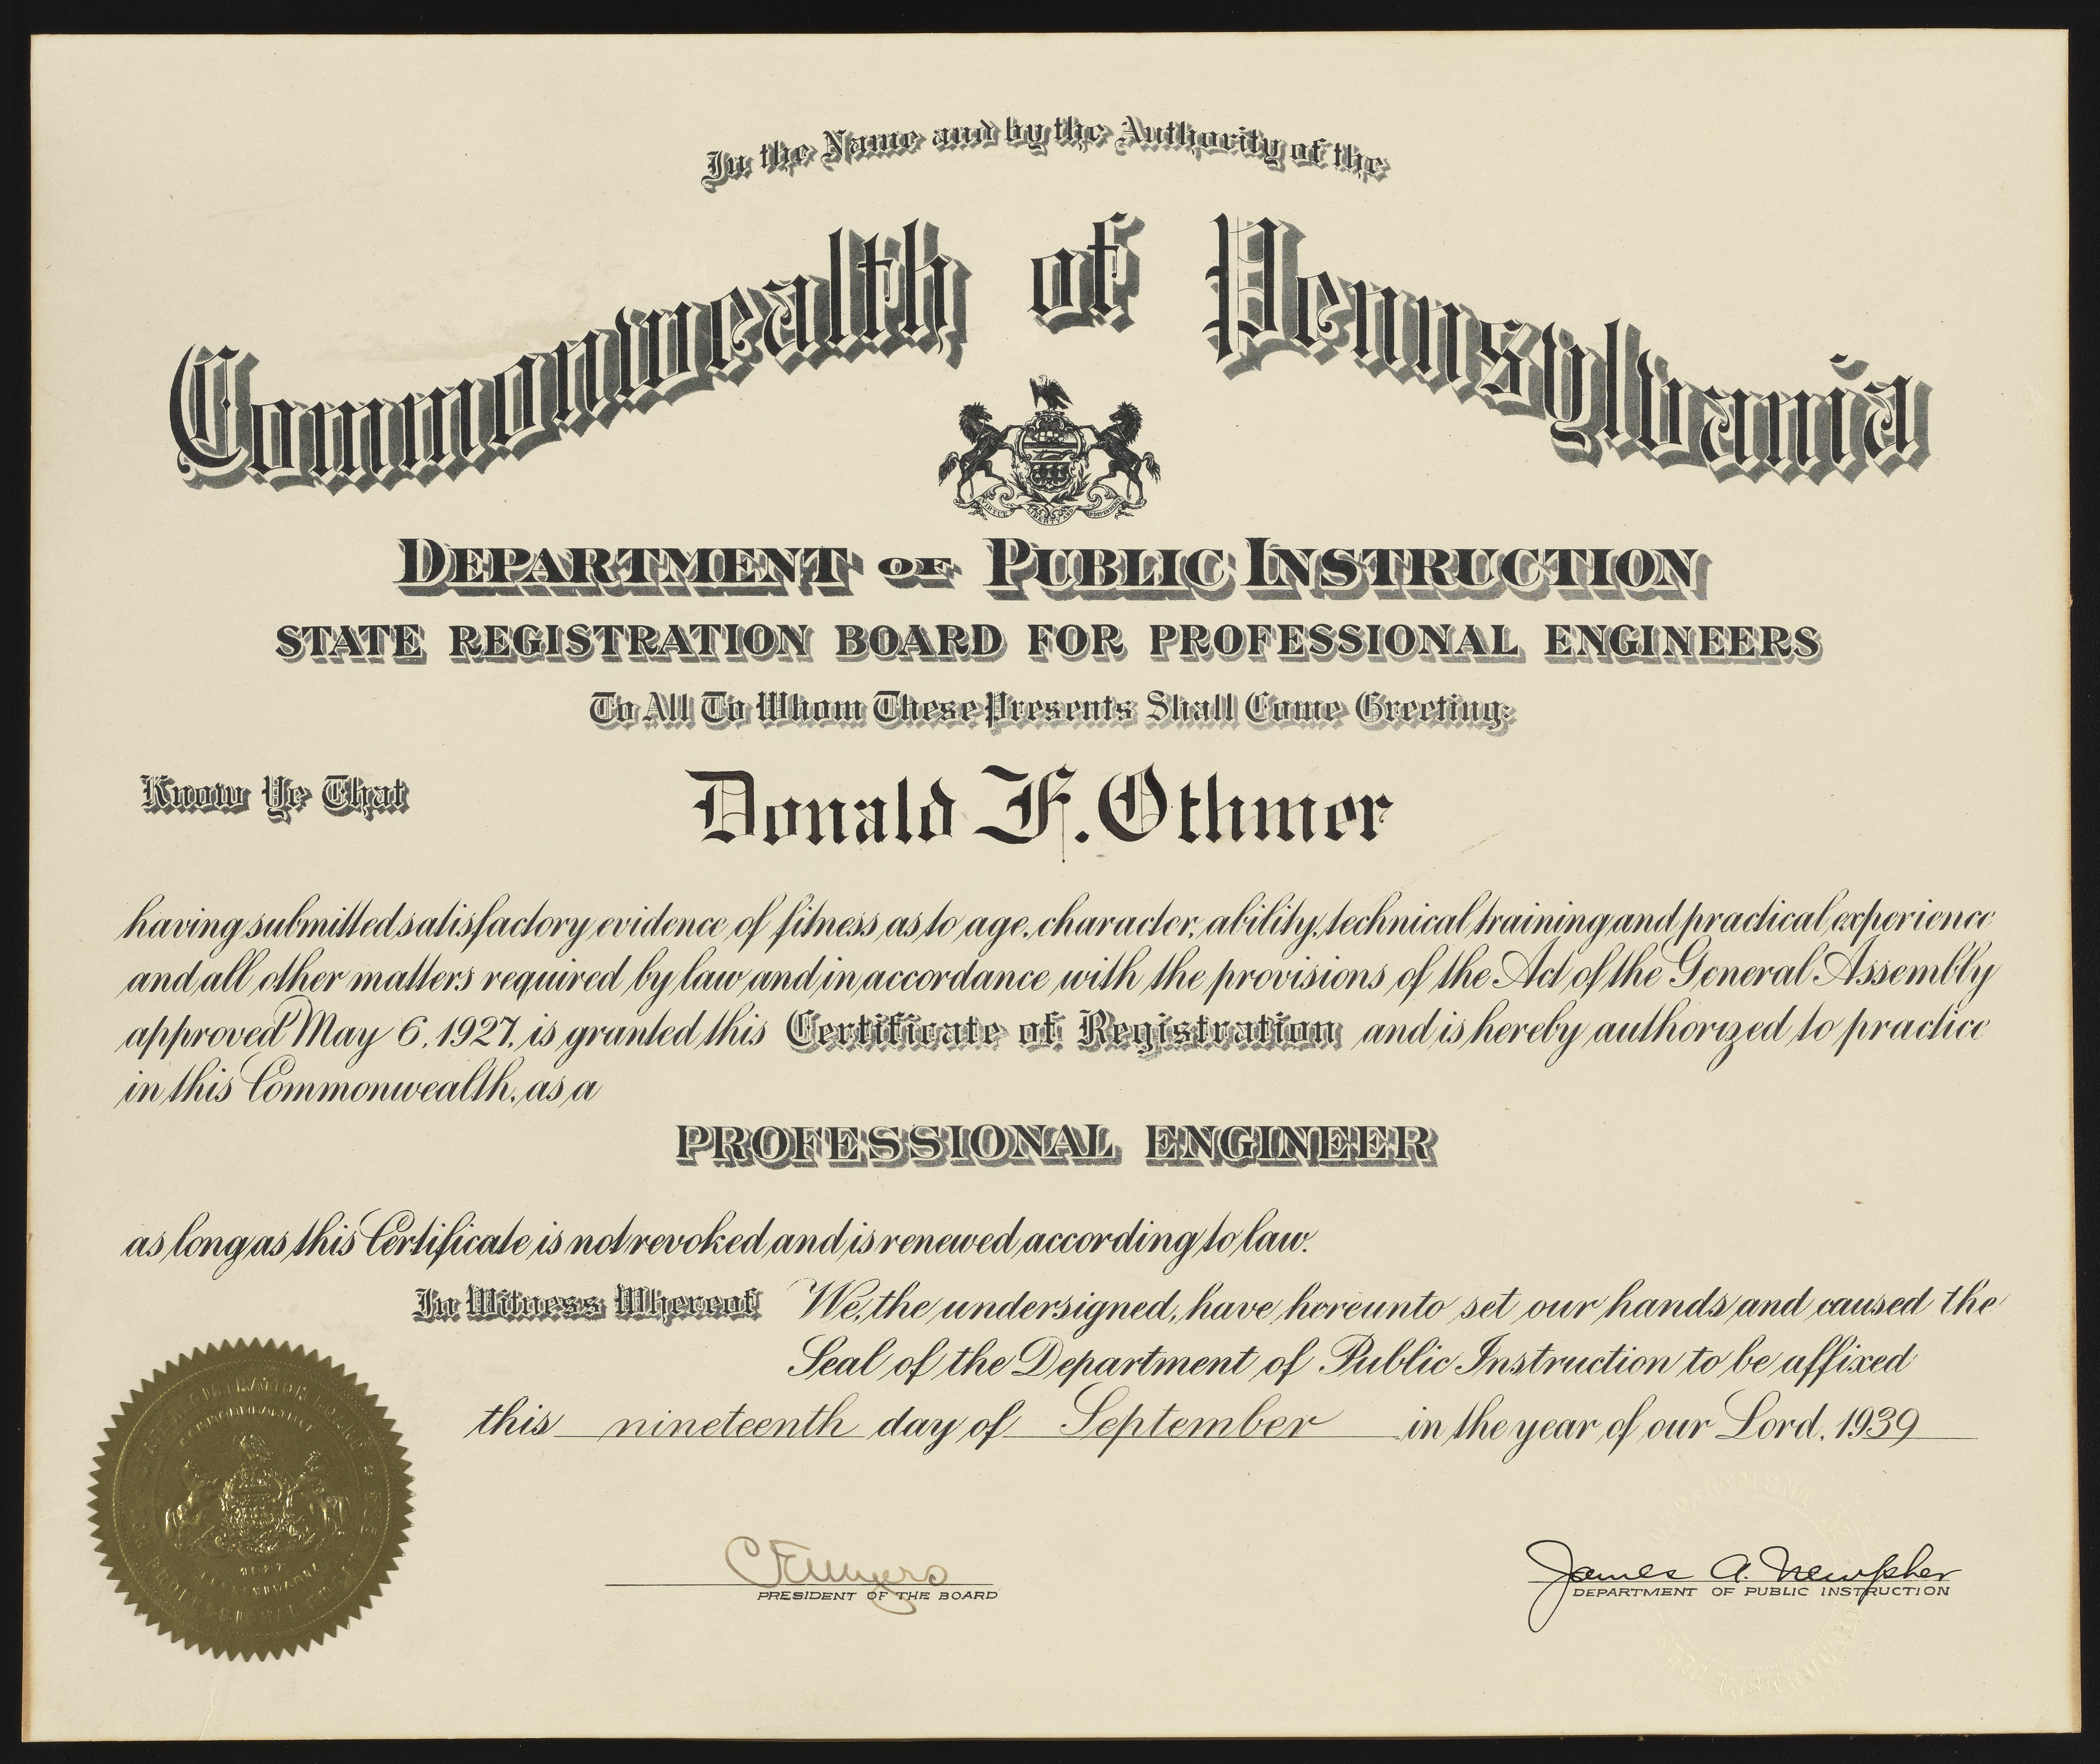 In the Name and by the Authority of the
Commonwealth of Pennsylvania
VIRTUE LIBERTY AND INDEPENDENCE
DEPARTMENT OF PUBLIC INSTRUCTION
STATE REGISTRATION BOARD FOR PROFESSIONAL ENGINEERS
To All To Whom These Presents Shall Come Greeting:
Know Ye That Donald F. Othmer
having submitted satisfactory evidence of fitness as to age, character, ability, technical training and practical experience
and all other matters required by law and in accordance with the provisions of the Act of the General Assembly
approved May 6, 1927, is granted this Certificate of Registration and is hereby authorized to practice
in this Commonwealth, as a
PROFESSIONAL ENGINEER
as long as this Certificate is not revoked and is renewed according to law.
In Witness Whereof We, the undersigned, have hereunto set our hands and caused the
Seal of the Department of Public Instruction to be affixed
this nineteenth day of September in the year of our Lord, 1939
James A. Newpher
PRESIDENT OF THE BOARD
DEPARTMENT OF PUBLIC INSTRUCTION